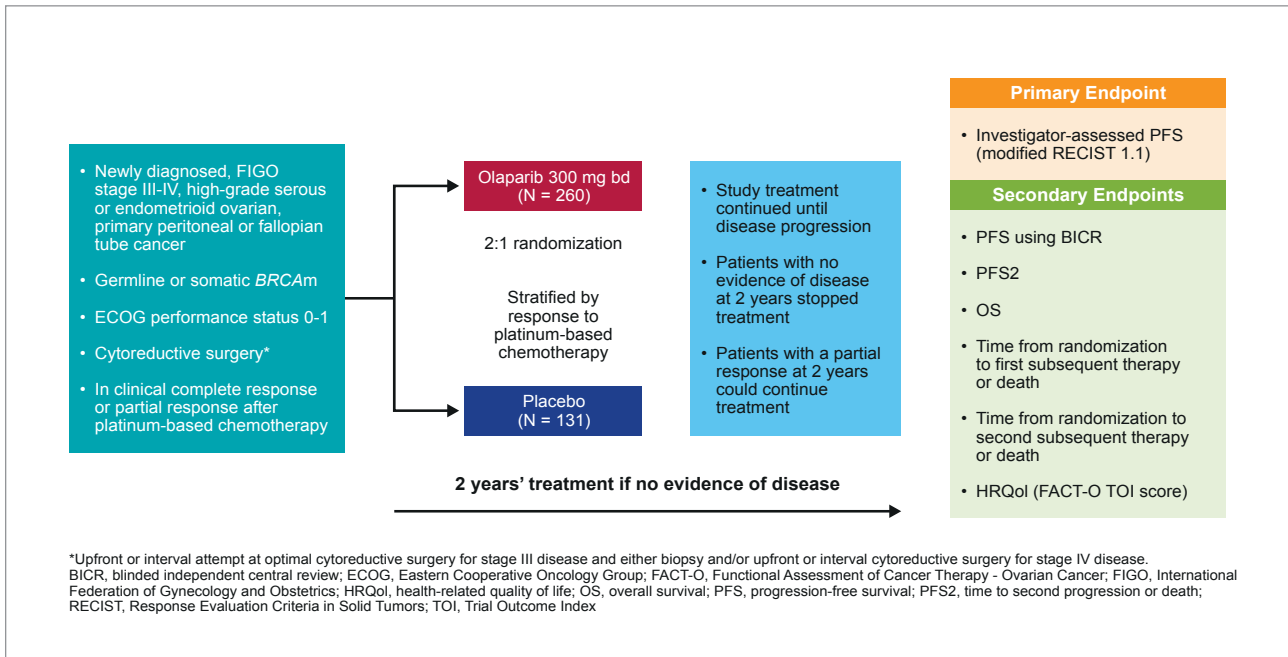 • Newly diagnosed, FIGO
stage III-IV, high-grade serous
or endometrioid ovarian,
primary peritoneal or fallopian
tube cancer
• Germline or somatic BRCAm
• ECOG performance status 0-1
• Cytoreductive surgery*
• In clinical complete response
or partial response after
platinum-based chemotherapy
Olaparib 300 mg bd
(N = 260)
2:1 randomization
Stratified by
response to
platinum-based
chemotherapy
Placebo
(N = 131)
• Study treatment
continued until
disease progression
• Patients with no
evidence of disease
at 2 years stopped
treatment
• Patients with a partial
response at 2 years
could continue
treatment
2 years' treatment if no evidence of disease
Primary Endpoint
• Investigator-assessed PFS
(modified RECIST 1.1)
Secondary Endpoints
• PFS using BICR
• PFS2
• OS
• Time from randomization
to first subsequent therapy
or death
• Time from randomization to
second subsequent therapy
or death
• HRQol (FACT-O TOI score)
*Upfront or interval attempt at optimal cytoreductive surgery for stage III disease and either biopsy and/or upfront or interval cytoreductive surgery for stage IV disease.
BICR, blinded independent central review; ECOG, Eastern Cooperative Oncology Group; FACT-O, Functional Assessment of Cancer Therapy - Ovarian Cancer; FIGO, International
Federation of Gynecology and Obstetrics; HRQol, health-related quality of life; OS, overall survival; PFS, progression-free survival; PFS2, time to second progression or death;
RECIST, Response Evaluation Criteria in Solid Tumors; TOI, Trial Outcome Index